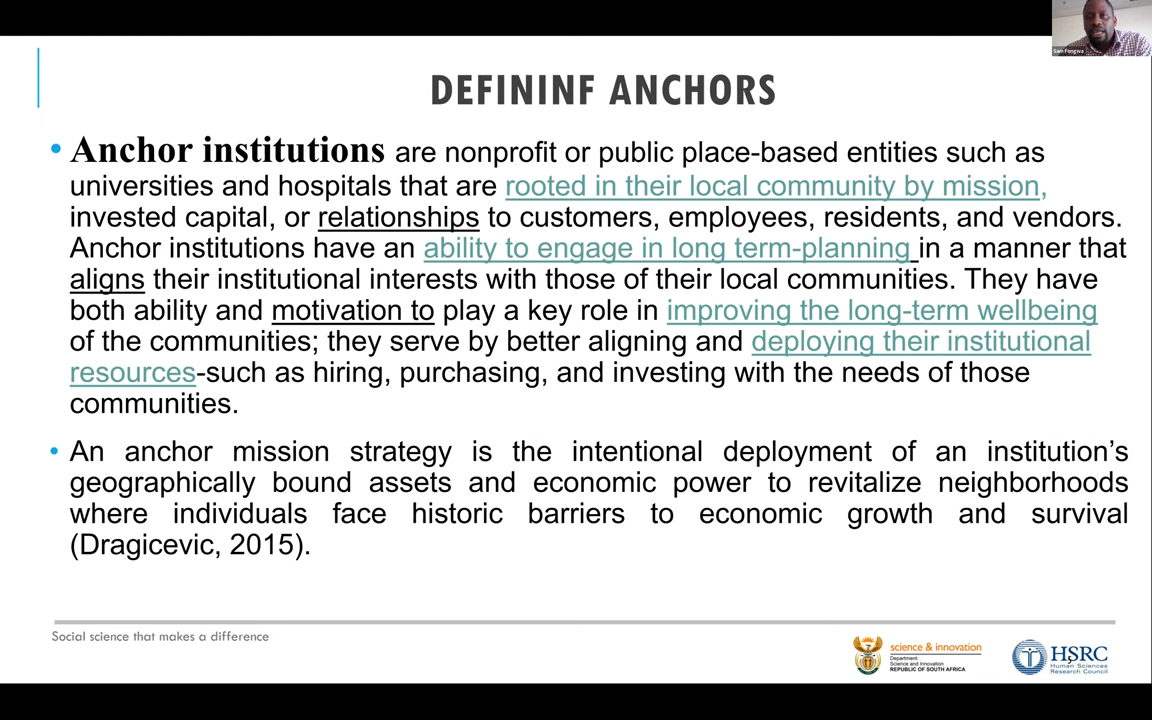 Sam Fongwa
DEFININF ANCHORS
• Anchor institutions are nonprofit or public place-based entities such as
universities and hospitals that are rooted in their local community by mission,
invested capital, or relationships to customers, employees, residents, and vendors.
Anchor institutions have an ability to engage in long term-planning in a manner that
aligns their institutional interests with those of their local communities. They have
both ability and motivation to play a key role in improving the long-term wellbeing
of the communities; they serve by better aligning and deploying their institutional
resources-such as hiring, purchasing, and investing with the needs of those
communities.
• An anchor mission strategy is the intentional deployment of an institution’s
geographically bound assets and economic power to revitalize neighborhoods
where individuals face historic barriers to economic growth and survival
(Dragicevic, 2015).
Social science that makes a difference
science & innovation
Department:
Science and Innovation
REPUBLIC OF SOUTH AFRICA
HSRC
Human Sciences
Research Council